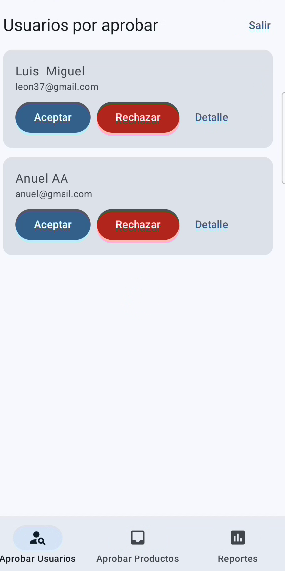 Usuarios por aprobar
Salir
Luis Miguel
leon37@gmail.com
Aceptar
Rechazar
Detalle
Anuel AA
anuel@gmail.com
Aceptar
Rechazar
Detalle
Aprobar Usuarios
Aprobar Productos
Reportes